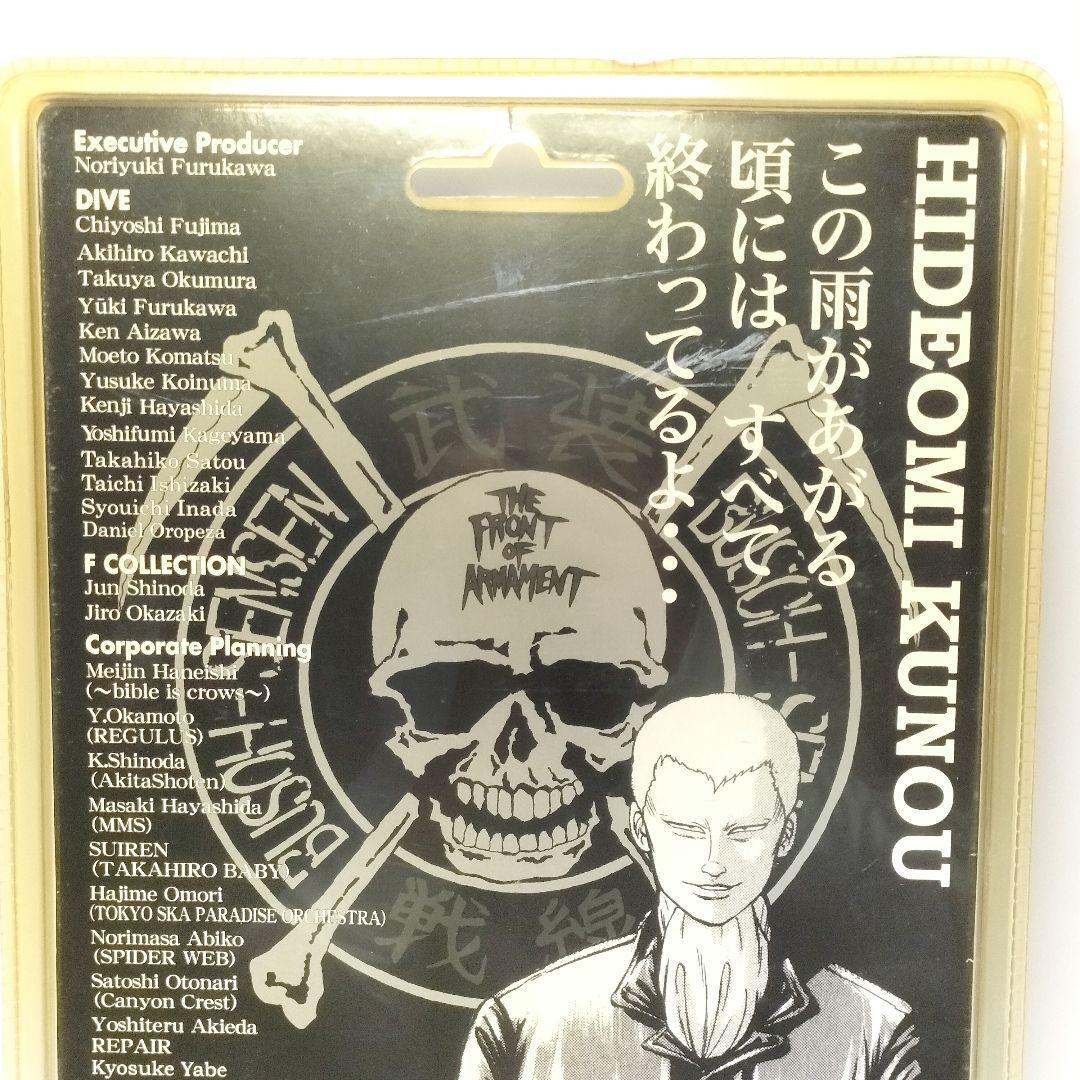 Executive Producer
Noriyuki Furukawa
DIVE
Chiyoshi Fujima
Akihiro Kawachi
Takuya Okumura
Yūki Furukawa
Ken Aizawa
Moeto Komatsu
Yusuke Koinuma
Kenji Hayashida
Yoshifumi Kageyama
Takahiko Satou
Taichi Ishizaki
Syouichi Inada
Daniel Oropeza
F COLLECTION
Jun Shinoda
Jiro Okazaki
Corporate Planning
Meijin Haneishi
(~bible is crows~)
Y.Okamoto
(REGULUS)
K.Shinoda
(AkitaShoten)
Masaki Hayashida
(MMS)
SUIREN
(TAKAHIRO BABY)
Hajime Omori
(TOKYO SKA PARADISE ORCHESTRA)
Norimasa Abiko
(SPIDER WEB)
Satoshi Otonari
(Canyon Crest)
Yoshiteru Akieda
REPAIR
Kyosuke Yabe
HIDEOMI KUNOU
この雨があがる
頃には、すべて
終わってるよ・・・
武装
戦線
THE
FRONT
OF
ARMAMENT
BUSOH-SENSEN
BUSOH-